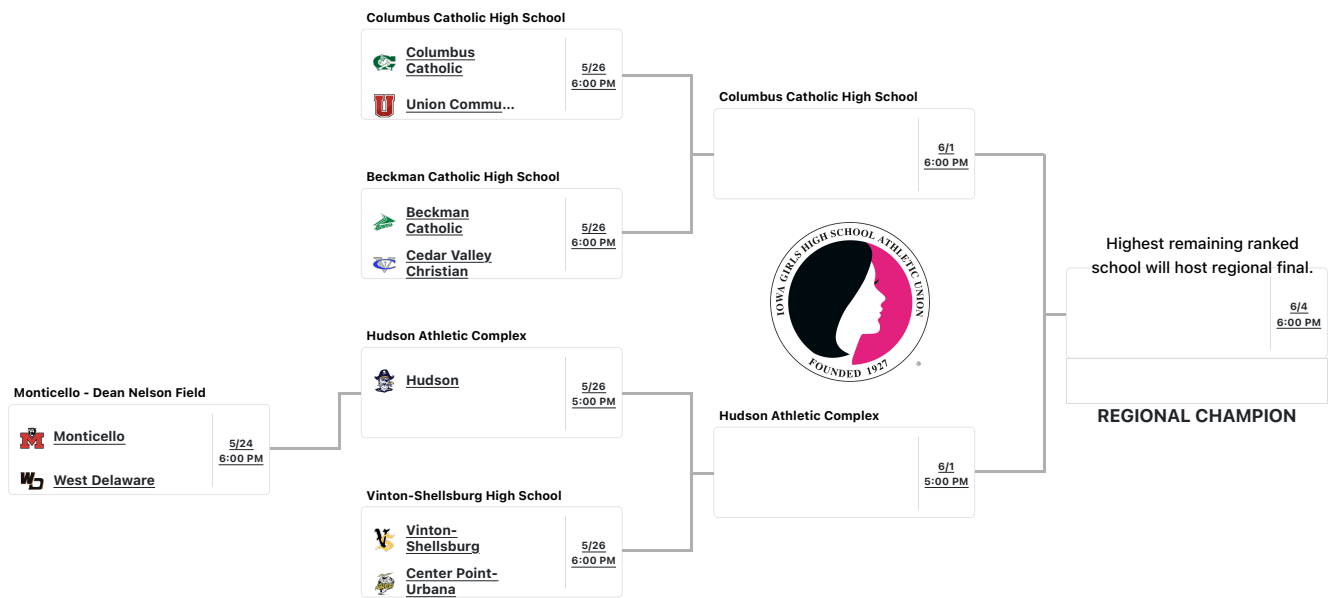 Columbus Catholic High School
Columbus
Catholic
5/26
6:00 PM
Union Commu...
Beckman Catholic High School
Beckman
Catholic
5/26
6:00 PM
Cedar Valley
Christian
Hudson Athletic Complex
Hudson
5/26
5:00 PM
Monticello - Dean Nelson Field
Monticello
5/24
6:00 PM
West Delaware
Vinton-Shellsburg High School
Vinton-
Shellsburg
5/26
6:00 PM
Center Point-
Urbana
Columbus Catholic High School
6/1
6:00 PM
IOWA GIRLS HIGH SCHOOL ATHLETIC UNION
FOUNDED 1927
®
Hudson Athletic Complex
6/1
5:00 PM
Highest remaining ranked
school will host regional final.
6/4
6:00 PM
REGIONAL CHAMPION